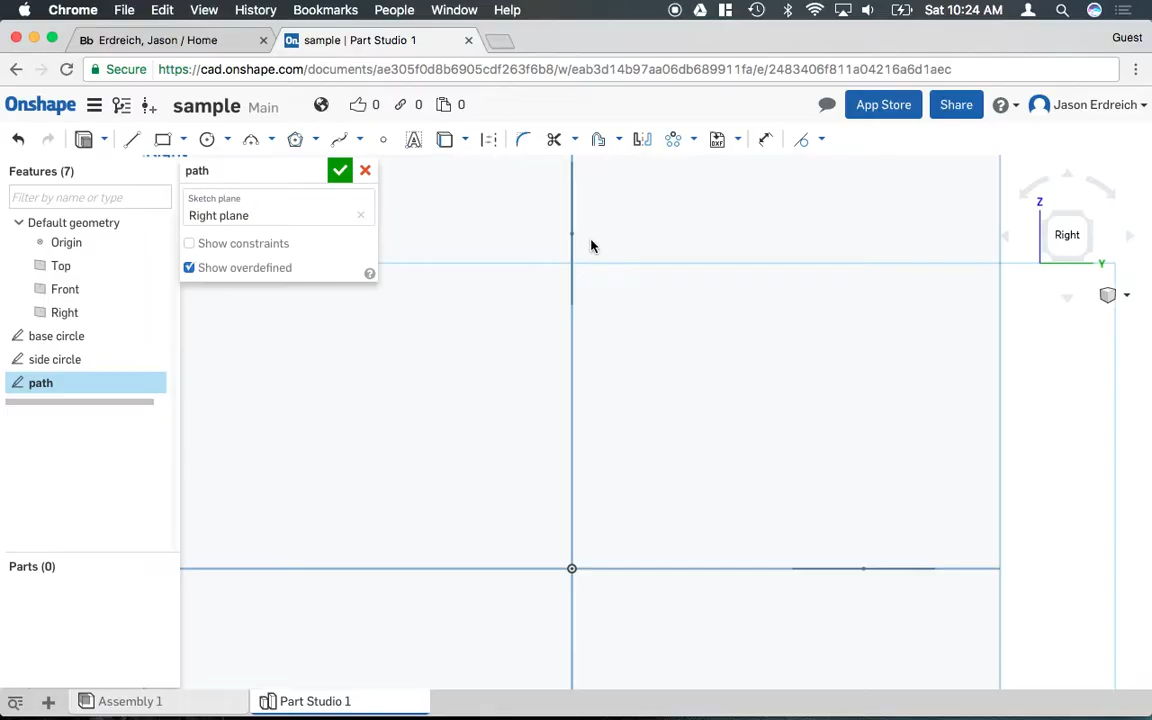 Chrome File Edit View History Bookmarks People Window Help Sat 10:24 AM
Bb Erdreich, Jason / Home
On. sample | Part Studio 1
Guest
Secure https://cad.onshape.com/documents/ae305f0d8b6905cdf263f6b8/w/eab3d14b97aa06db689911fa/e/2483406f811a04216a6d1aec
Onshape sample Main 0 0 0 App Store Share Jason Erdreich
A DXF
Features (7)
path
Filter by name or type
Sketch plane
Right plane
Show constraints
Show overdefined
Default geometry
Origin
Top
Front
Right
base circle
side circle
path
Z
Right
Y
Parts (0)
Assembly 1
Part Studio 1